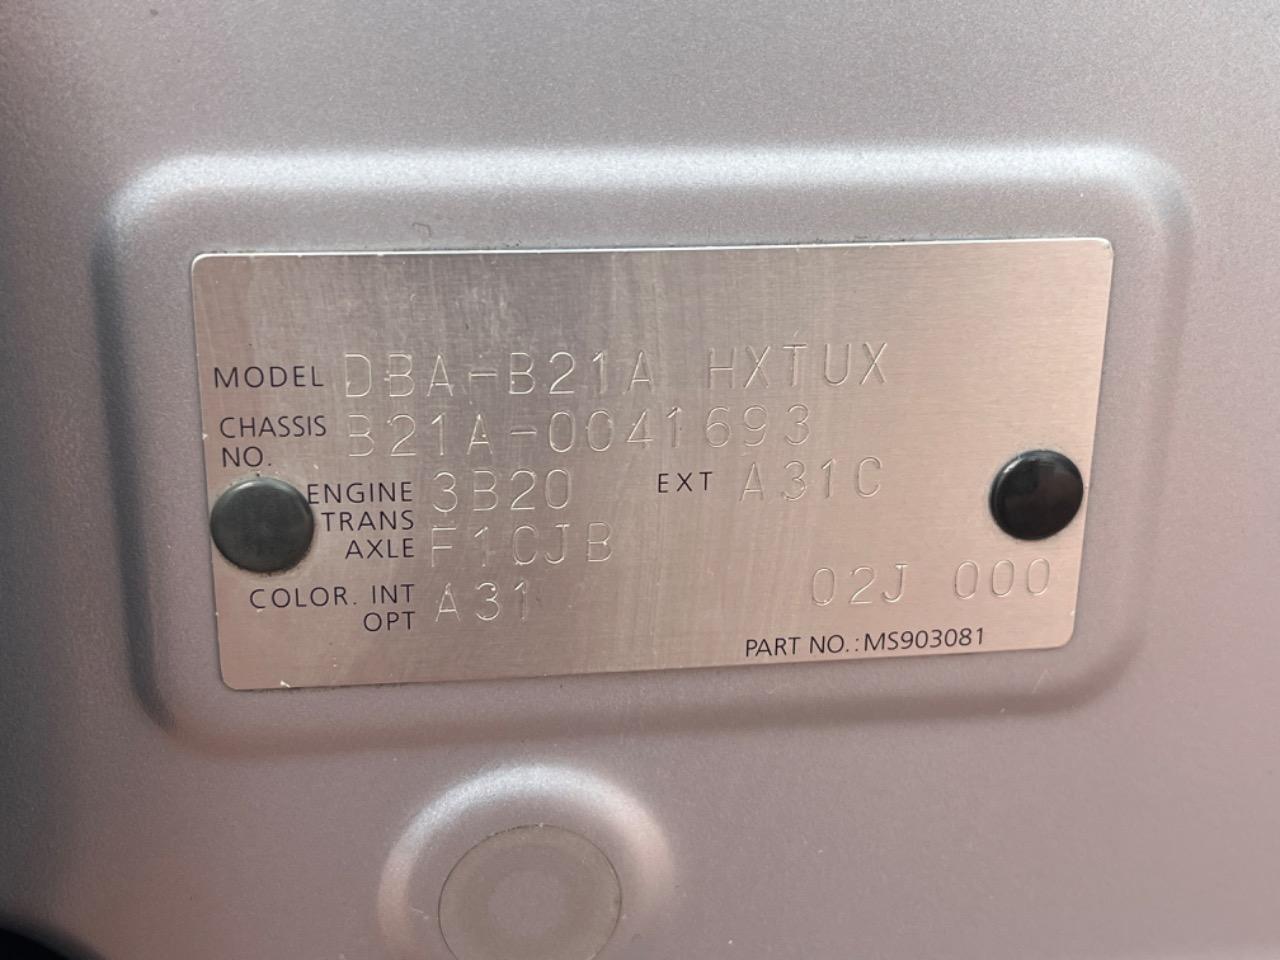 MODEL DBA-B21A HXTUX
CHASSIS NO. B21A-0041693
ENGINE 3B20 EXT A31C
TRANS AXLE F1CJB
COLOR. INT OPT A31 02J 000
PART NO.: MS903081